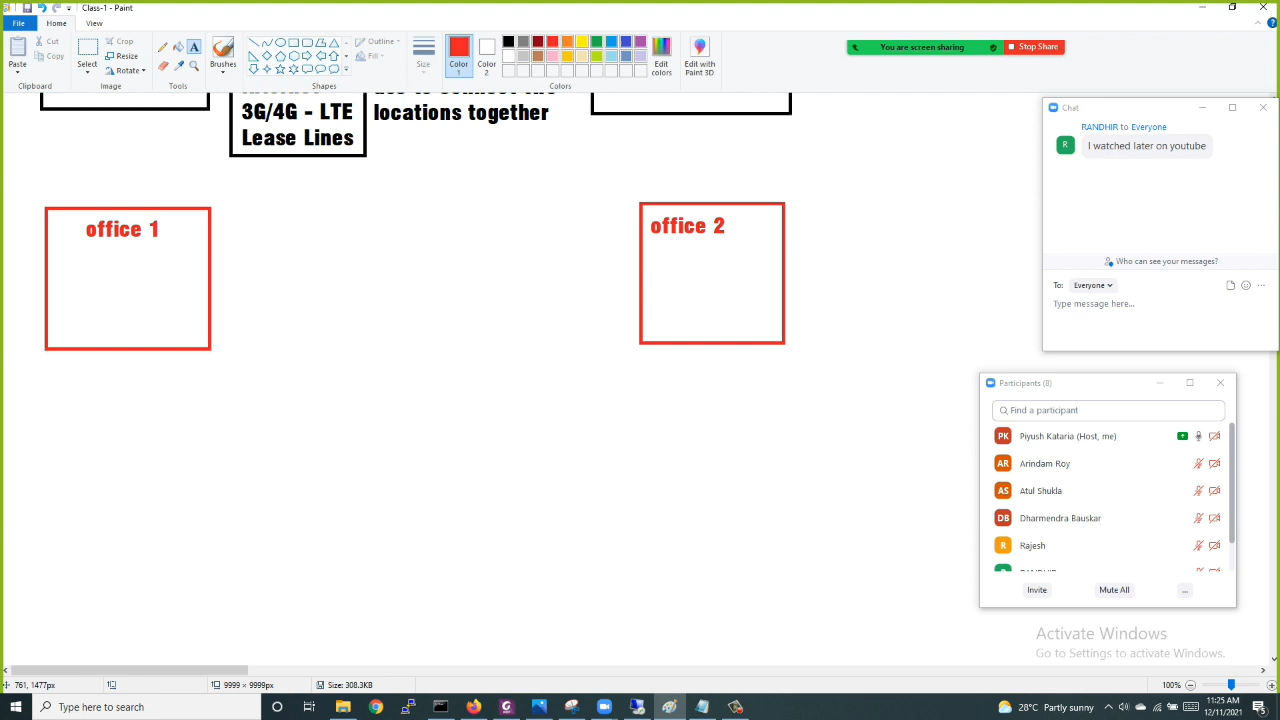 Class-1 - Paint
File
Home
View
Paste
Cut
Copy
Clipboard
Select
Crop
Resize
Rotate
Image
A
Tools
Brushes
Shapes
Outline
Fill
Size
Color
1
Color
2
Colors
Edit
colors
Edit with
Paint 3D
You are screen sharing
Stop Share
3G/4G - LTE
Lease Lines
locations together
office 1
office 2
Chat
RANDHIR to Everyone
R
I watched later on youtube
Who can see your messages?
To: Everyone
Type message here...
Participants (8)
Find a participant
PK Piyush Kataria (Host, me)
AR Arindam Roy
AS Atul Shukla
DB Dharmendra Bauskar
R Rajesh
RANDHIR
Invite
Mute All
...
Activate Windows
Go to Settings to activate Windows.
761, 1477px
9999 × 9999px
Size: 308.3KB
100%
Type here to search
28°C Partly sunny
11:25 AM
12/11/2021